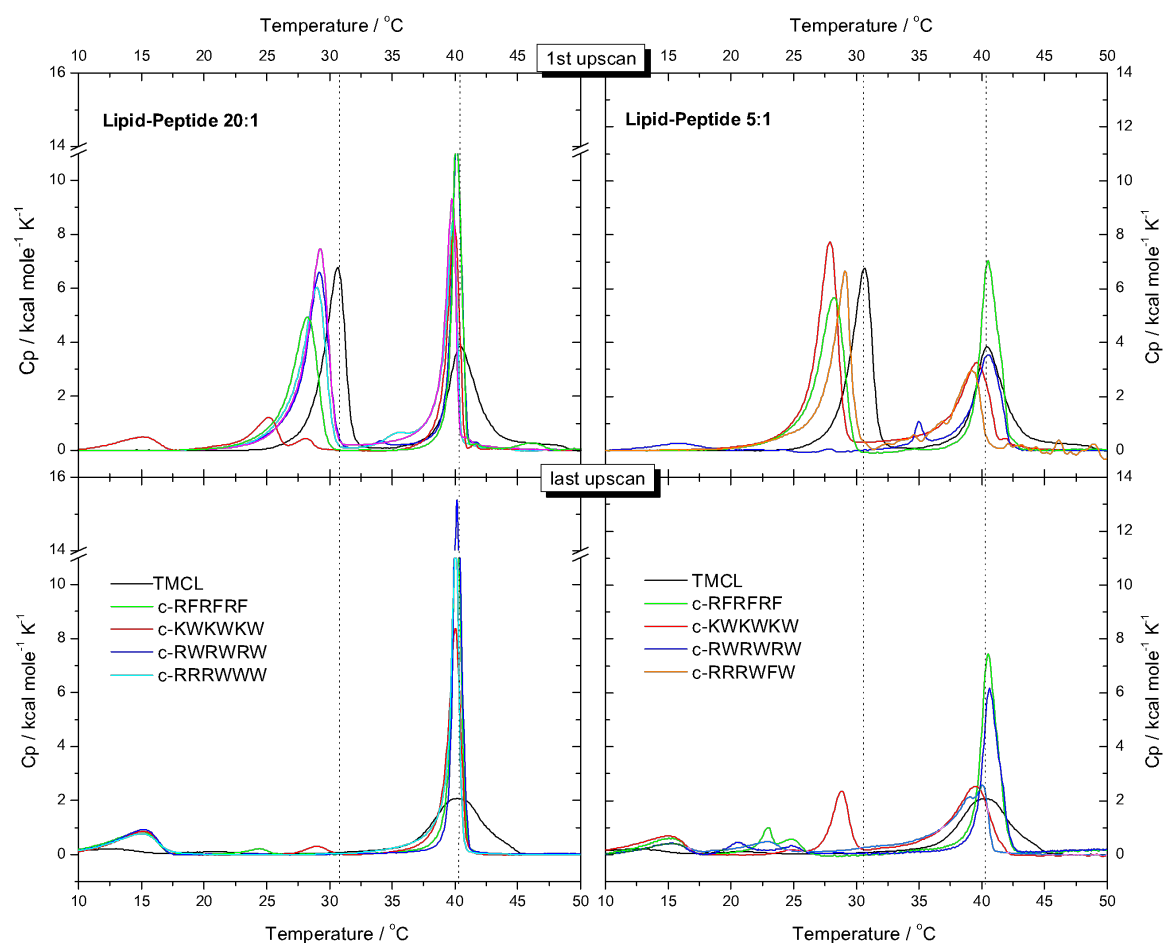 Temperature / °C
Temperature / °C
10 15 20 25 30 35 40 45 50
15 20 25 30 35 40 45 50
1st upscan
16
14
10
8
6
4
2
0
Cp / kcal mole⁻¹ K⁻¹
Lipid-Peptide 20:1
Lipid-Peptide 5:1
14
12
10
8
6
4
2
0
Cp / kcal mole⁻¹ K⁻¹
last upscan
16
14
10
8
6
4
2
0
Cp / kcal mole⁻¹ K⁻¹
TMCL
c-RFRFRF
c-KWKWKW
c-RWRWRW
c-RRRWWW
TMCL
c-RFRFRF
c-KWKWKW
c-RWRWRW
c-RRRWFW
14
12
10
8
6
4
2
0
Cp / kcal mole⁻¹ K⁻¹
10 15 20 25 30 35 40 45 50
10 15 20 25 30 35 40 45 50
Temperature / °C
Temperature / °C